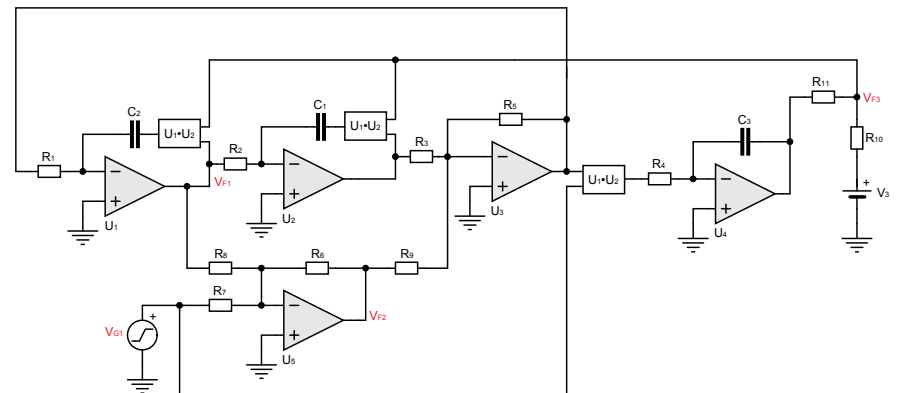 R11
VF3
C2
C1
U1•U2
U1•U2
R5
C3
R10
R1
R2
R3
VF1
U1•U2
R4
+
V3
−
+
U1
−
+
U2
−
+
U3
−
+
U4
R8
R6
R9
R7
+
VG1
−
+
VF2
U5